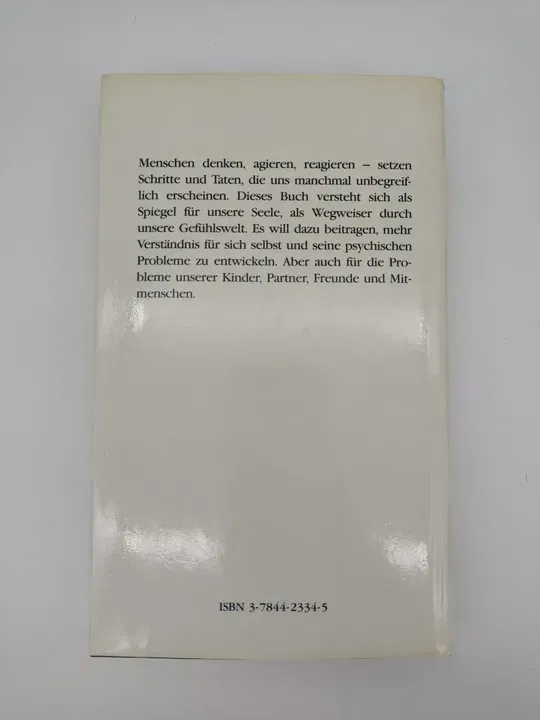 Menschen denken, agieren, reagieren – setzen
Schritte und Taten, die uns manchmal unbegreif-
lich erscheinen. Dieses Buch versteht sich als
Spiegel für unsere Seele, als Wegweiser durch
unsere Gefühlswelt. Es will dazu beitragen, mehr
Verständnis für sich selbst und seine psychischen
Probleme zu entwickeln. Aber auch für die Pro-
bleme unserer Kinder, Partner, Freunde und Mit-
menschen.
ISBN 3-7844-2334-5